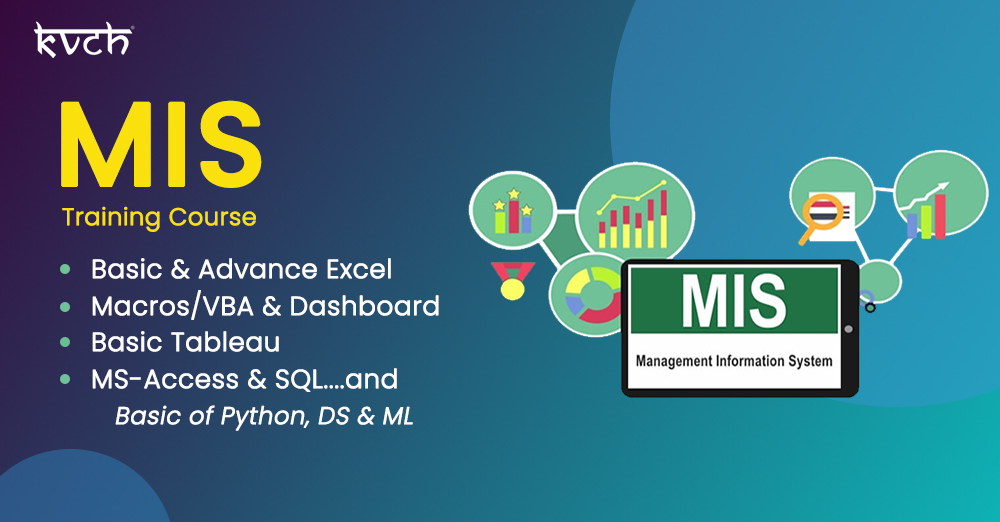 kvch
MIS
Training Course
Basic & Advance Excel
Macros/VBA & Dashboard
Basic Tableau
MS-Access & SQL....and
Basic of Python, DS & ML
MIS
Management Information System